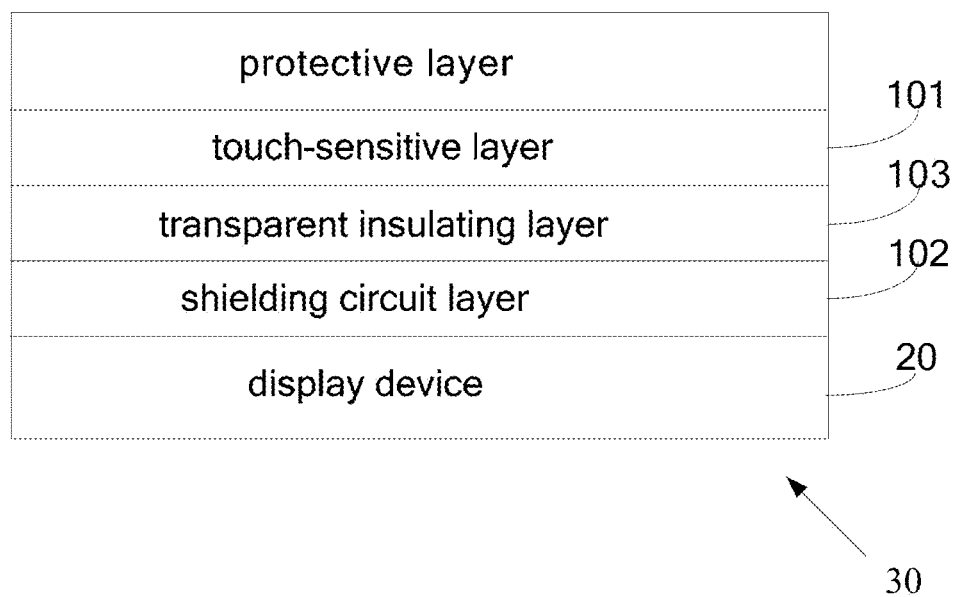 protective layer
101
touch-sensitive layer
103
transparent insulating layer
102
shielding circuit layer
20
display device
30